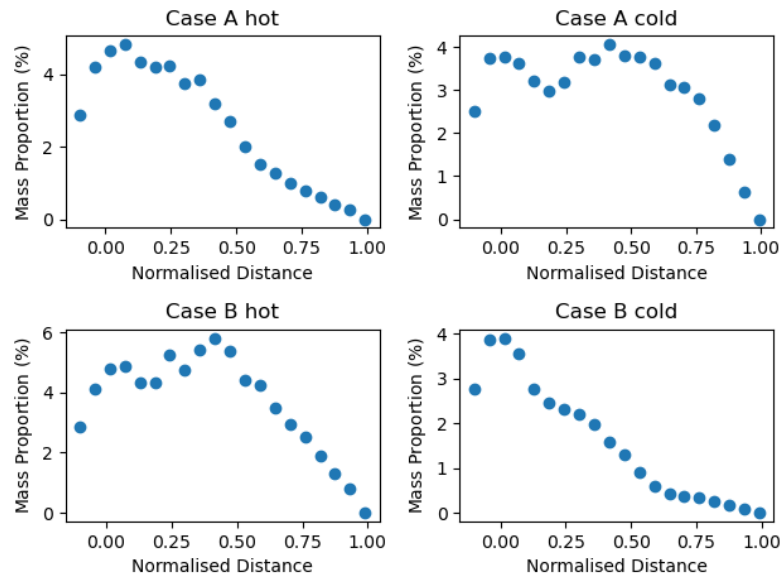 Case A hot
Mass Proportion (%)
4
2
0
0.00 0.25 0.50 0.75 1.00
Normalised Distance
Case A cold
Mass Proportion (%)
4
3
2
1
0
0.00 0.25 0.50 0.75 1.00
Normalised Distance
Case B hot
Mass Proportion (%)
6
4
2
0
0.00 0.25 0.50 0.75 1.00
Normalised Distance
Case B cold
Mass Proportion (%)
4
3
2
1
0
0.00 0.25 0.50 0.75 1.00
Normalised Distance